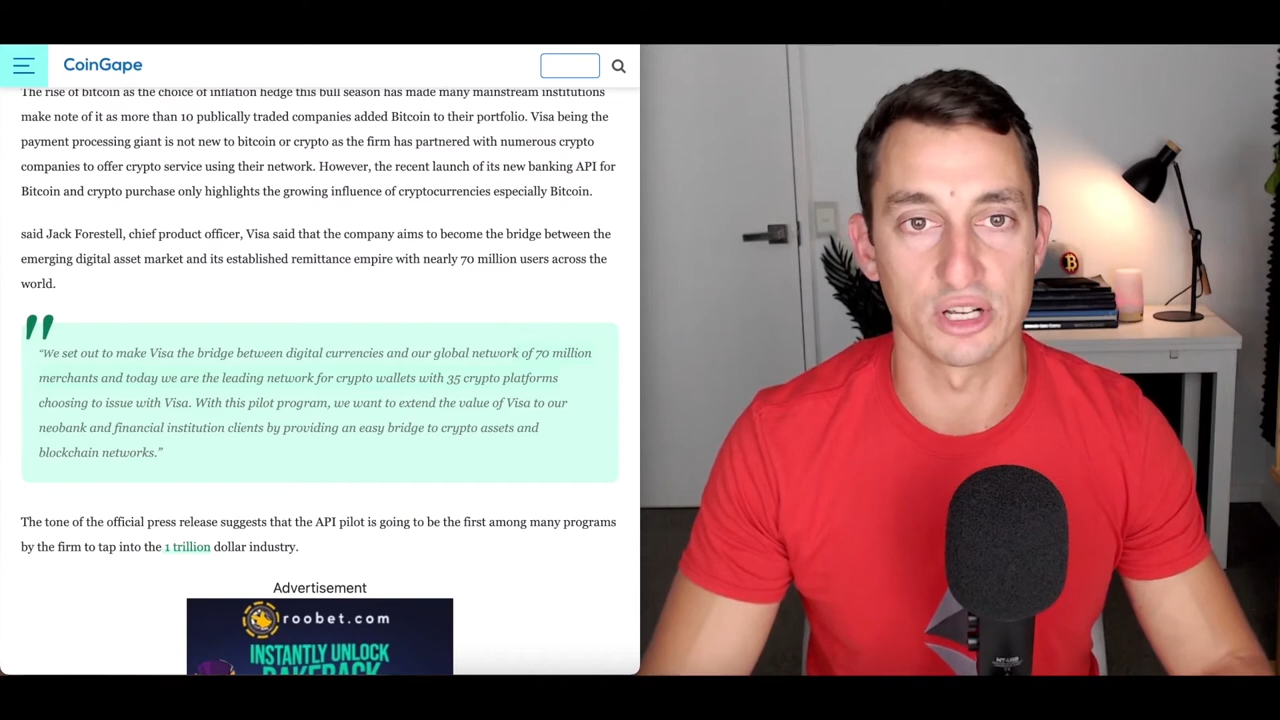 CoinGape
The rise of bitcoin as the choice of inflation hedge this bull season has made many mainstream institutions
make note of it as more than 10 publically traded companies added Bitcoin to their portfolio. Visa being the
payment processing giant is not new to bitcoin or crypto as the firm has partnered with numerous crypto
companies to offer crypto service using their network. However, the recent launch of its new banking API for
Bitcoin and crypto purchase only highlights the growing influence of cryptocurrencies especially Bitcoin.
said Jack Forestell, chief product officer, Visa said that the company aims to become the bridge between the
emerging digital asset market and its established remittance empire with nearly 70 million users across the
world.
“We set out to make Visa the bridge between digital currencies and our global network of 70 million
merchants and today we are the leading network for crypto wallets with 35 crypto platforms
choosing to issue with Visa. With this pilot program, we want to extend the value of Visa to our
neobank and financial institution clients by providing an easy bridge to crypto assets and
blockchain networks.”
The tone of the official press release suggests that the API pilot is going to be the first among many programs
by the firm to tap into the 1 trillion dollar industry.
Advertisement
roobet.com
INSTANTLY UNLOCK
RAKEBACK
NT-USB